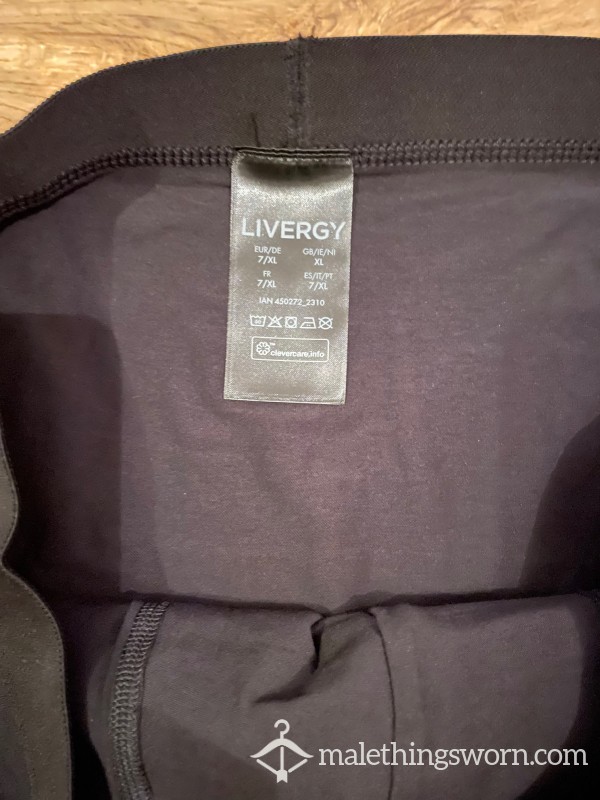 LIVERGY
EUR/DE GB/IE/NI
7/XL XL
FR ES/IT/PT
7/XL 7/XL
IAN 450272_2310
clevercare.info
malethingsworn.com